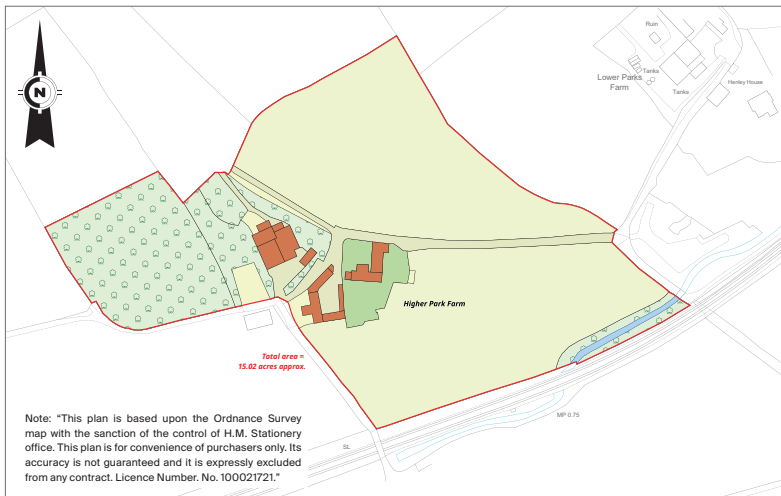 Ruin
Lower Parks
Farm
Tanks
Tanks
Henley House
N
Higher Park Farm
Total area =
15.02 acres approx.
MP 0.75
SL
Note: “This plan is based upon the Ordnance Survey
map with the sanction of the control of H.M. Stationery
office. This plan is for convenience of purchasers only. Its
accuracy is not guaranteed and it is expressly excluded
from any contract. Licence Number. No. 100021721.”